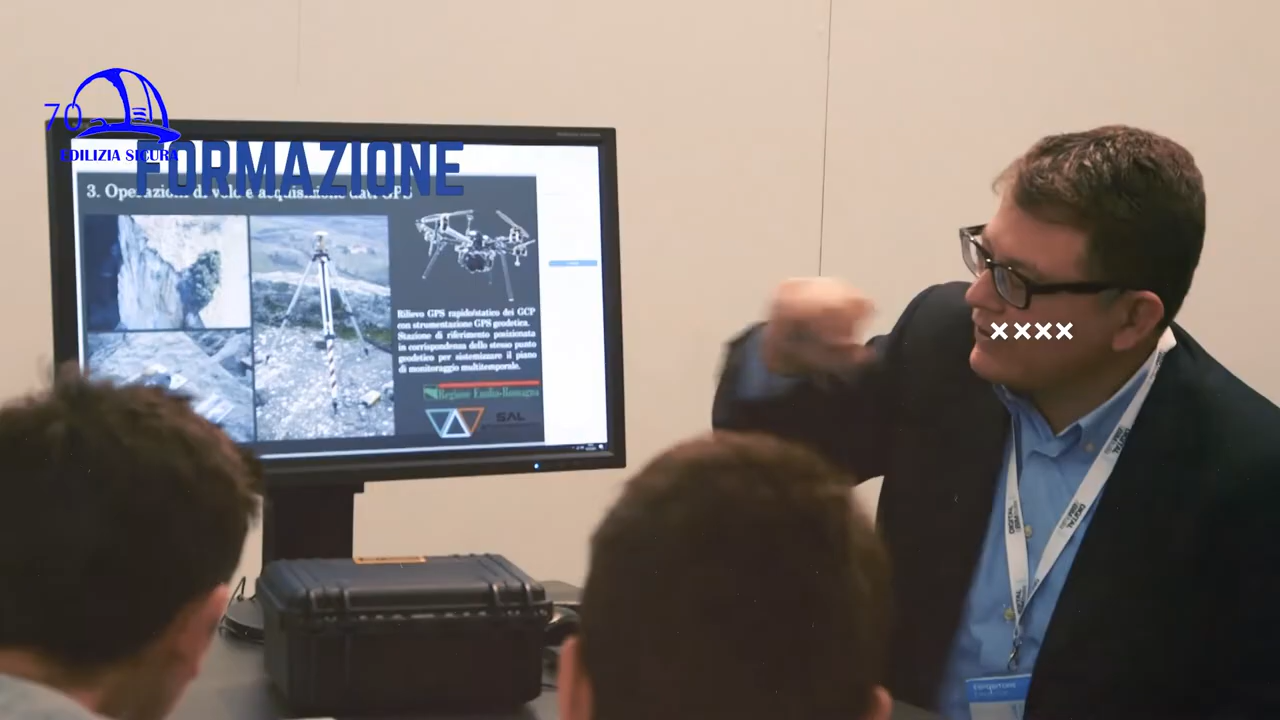 70
EDILIZIA SICURA
FORMAZIONE
3. Operazioni di volo e acquisizione dati GPS
Rilievo GPS rapido/statico dei GCP
con strumentazione GPS geodetica.
Stazione di riferimento posizionata
in corrispondenza dello stesso punto
geodetico per sistemizzare il piano
di monitoraggio multitemporale.
Regione Emilia-Romagna
SAL
DIGITAL
DIGITAL